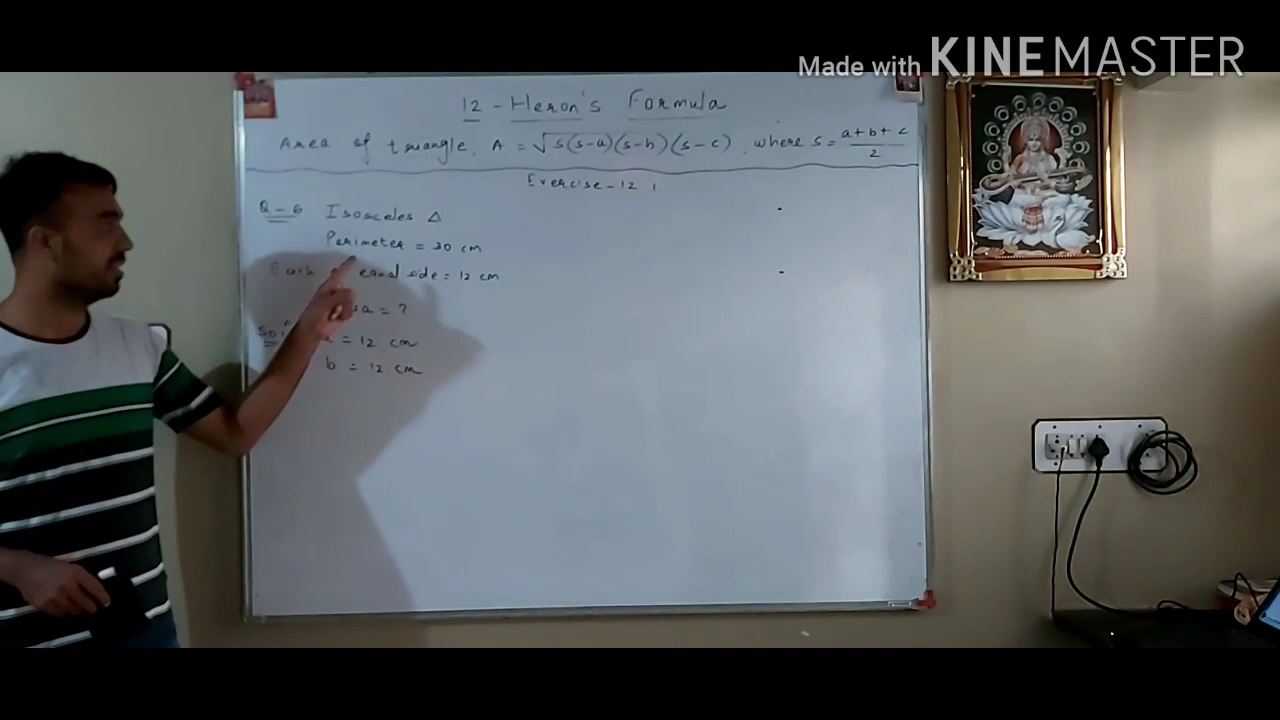 Made with KINEMASTER
12 - Heron's Formula
Area of triangle, A = √s(s-a)(s-b)(s-c), where s = a+b+c/2
Exercise - 12.1
Q-6 Isosceles △
Perimeter = 30 cm
Each equal side = 12 cm
= ?
= 12 cm
b = 12 cm